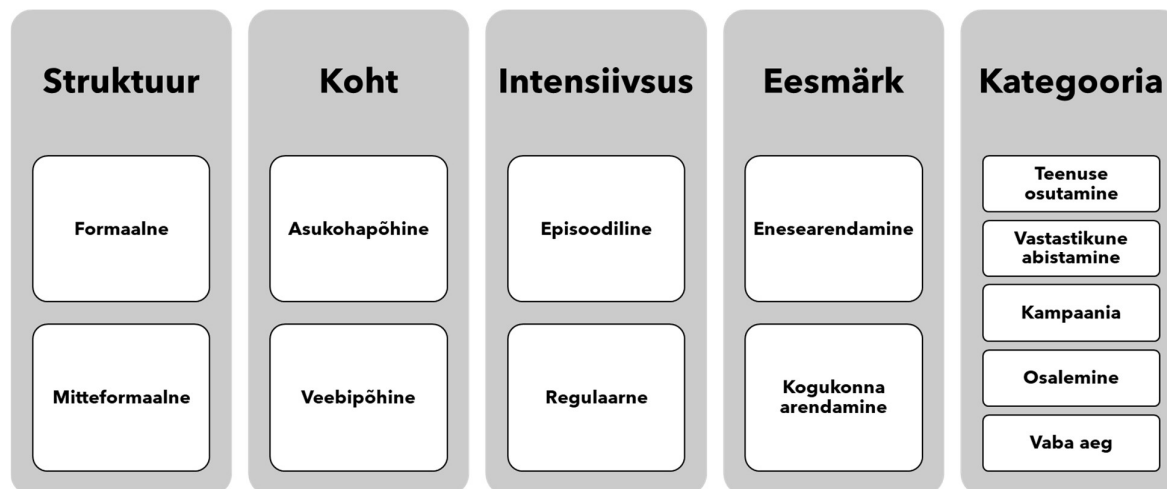 Struktuur
Formaalne
Mitteformaalne
Koht
Asukohapõhine
Veebipõhine
Intensiivsus
Episoodiline
Regulaarne
Eesmärk
Enesearendamine
Kogukonna
arendamine
Kategooria
Teenuse
osutamine
Vastastikune
abistamine
Kampaania
Osalemine
Vaba aeg